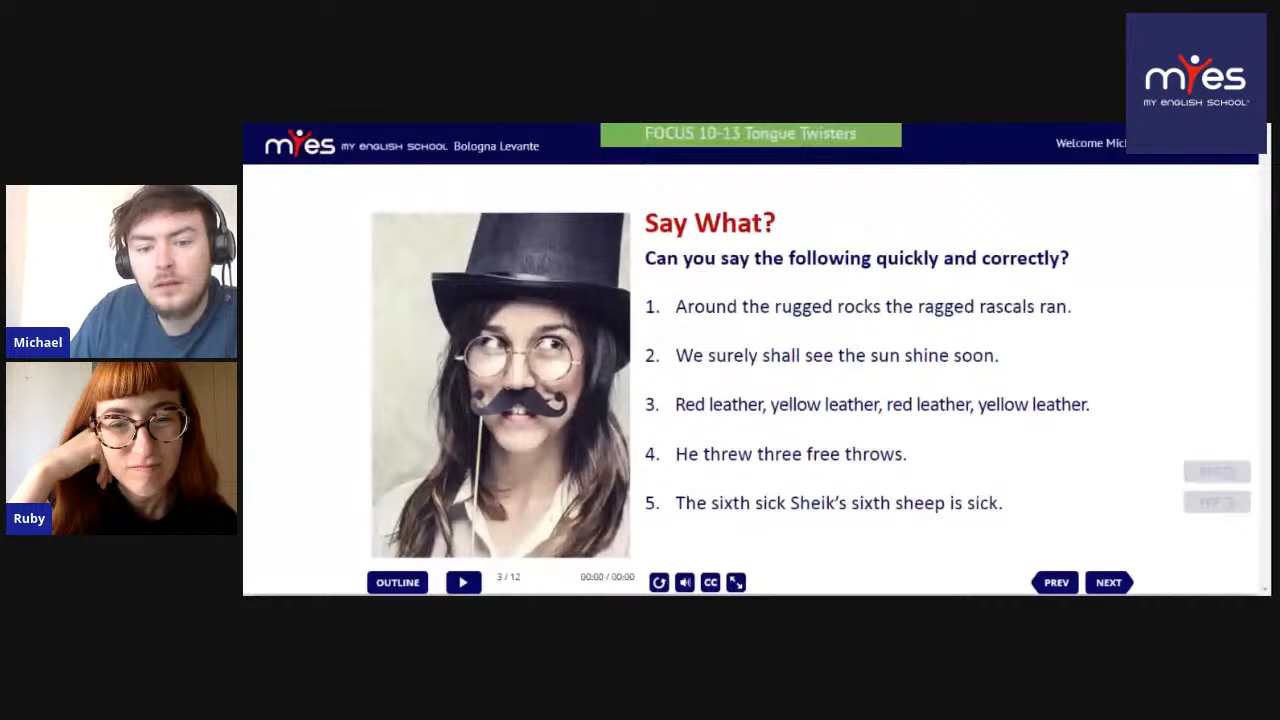 myes
MY ENGLISH SCHOOL
myes MY ENGLISH SCHOOL Bologna Levante
FOCUS 10-13 Tongue Twisters
Welcome
Michael
Ruby
Say What?
Can you say the following quickly and correctly?
1. Around the rugged rocks the ragged rascals ran.
2. We surely shall see the sun shine soon.
3. Red leather, yellow leather, red leather, yellow leather.
4. He threw three free throws.
5. The sixth sick Sheik's sixth sheep is sick.
OUTLINE
3 / 12
00:00 / 00:00
CC
PREV
NEXT